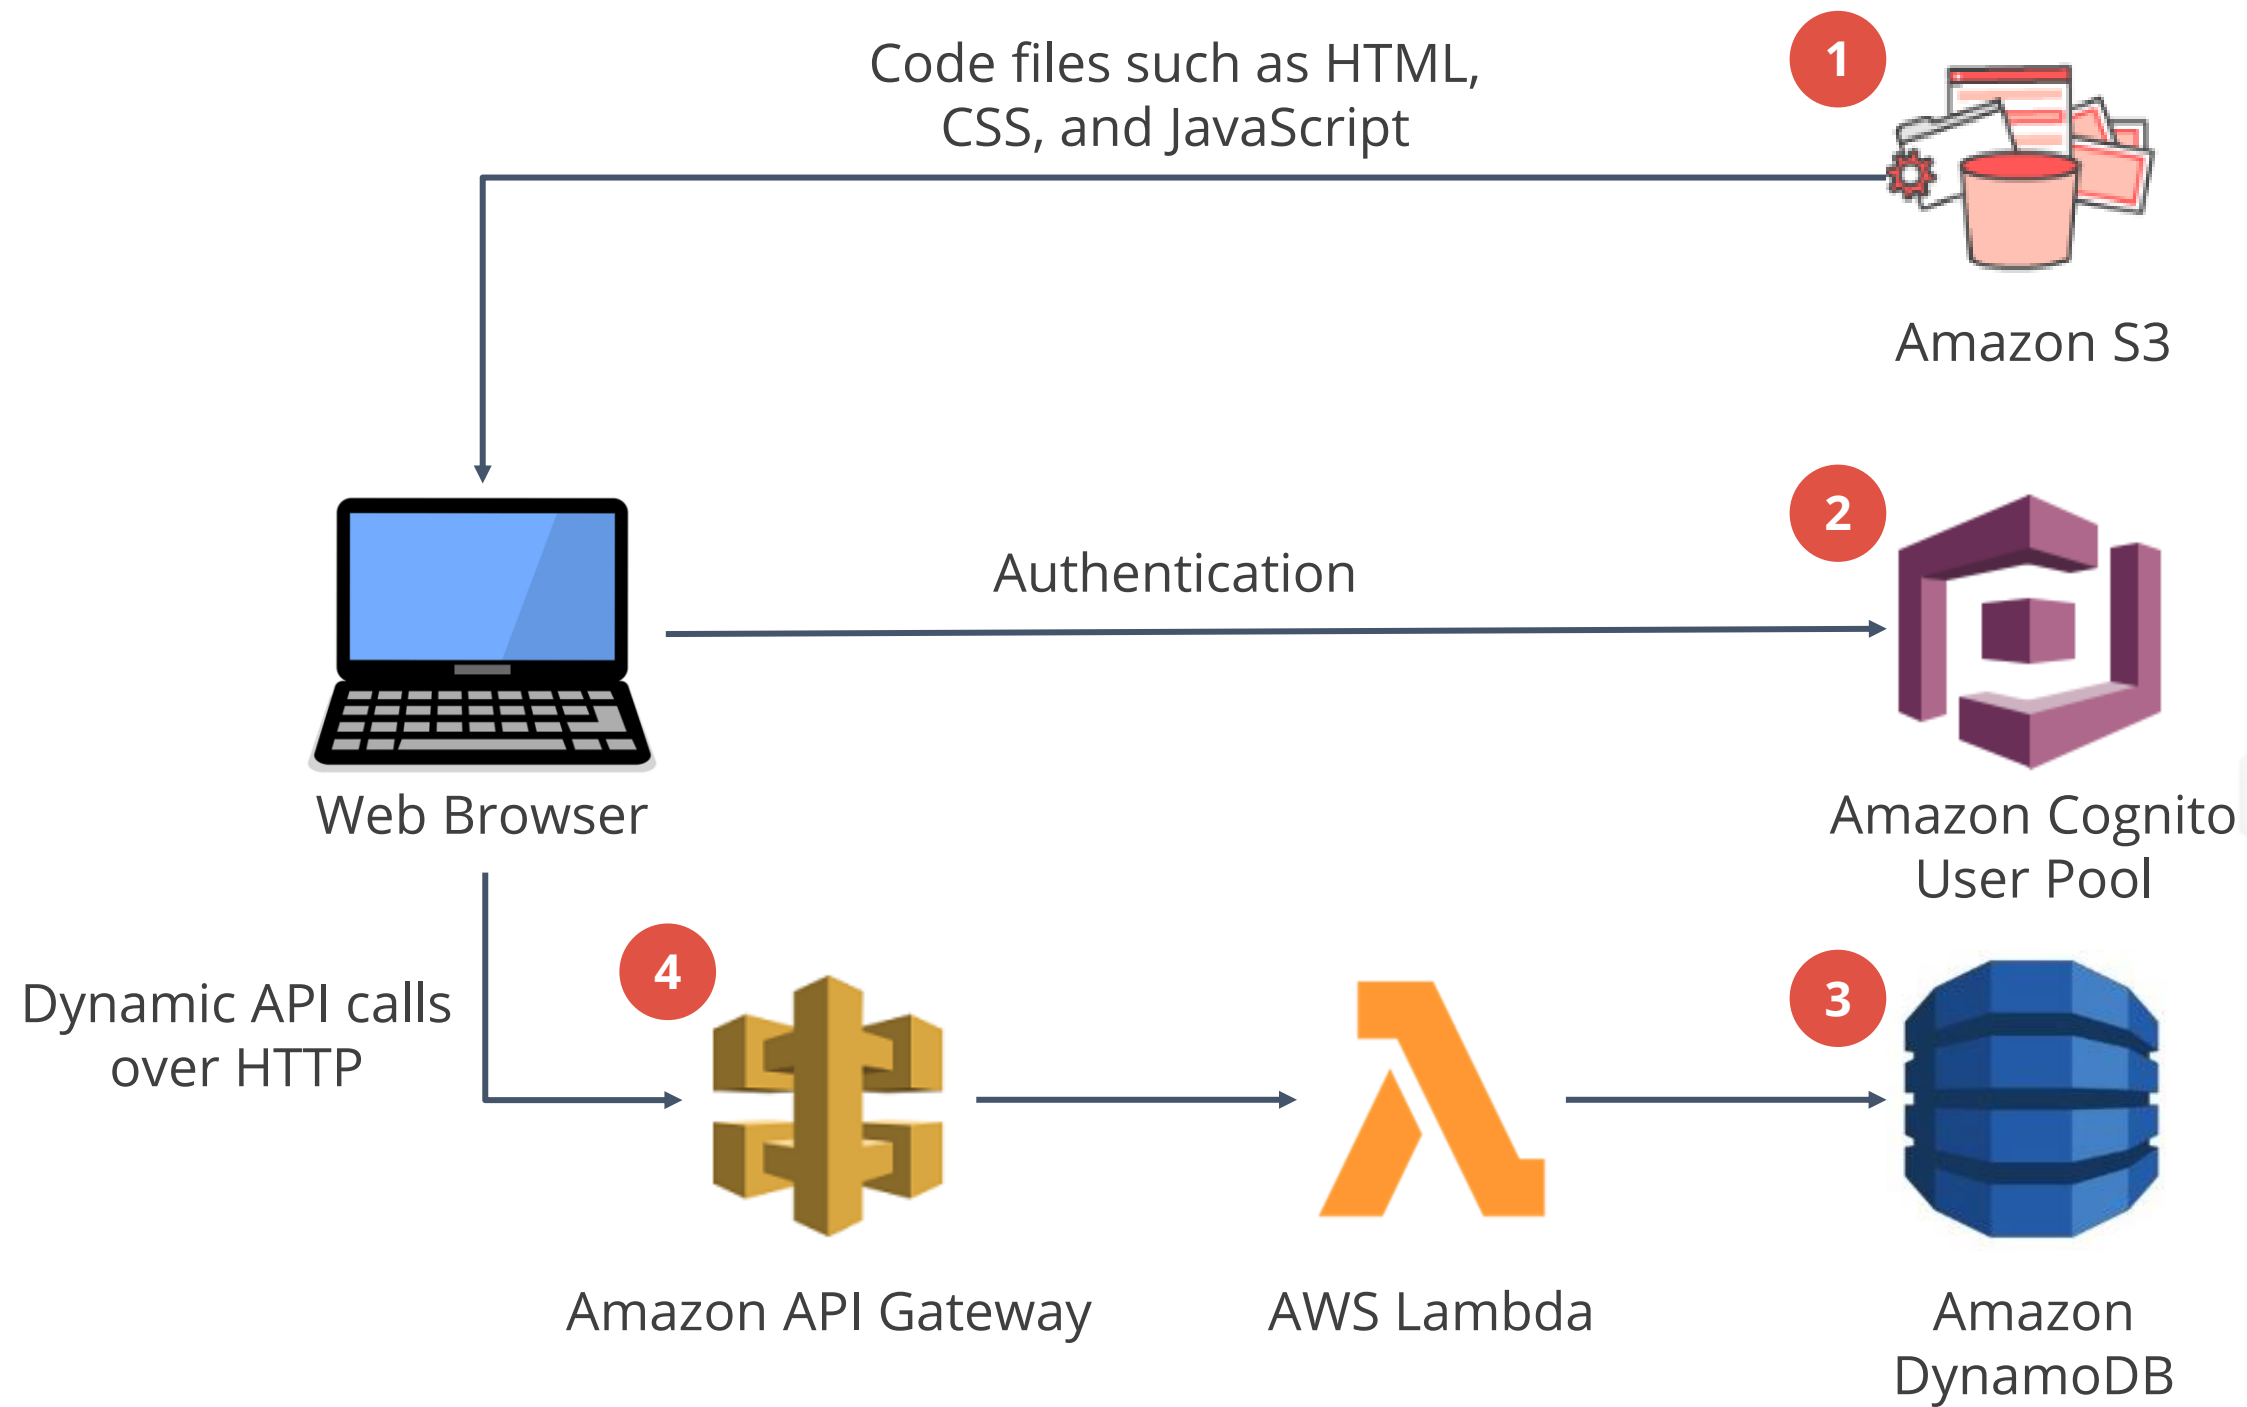 Code files such as HTML,
CSS, and JavaScript
1
Amazon S3
2
Authentication
Web Browser
Amazon Cognito
User Pool
4
3
Dynamic API calls
over HTTP
Amazon API Gateway
AWS Lambda
Amazon
DynamoDB